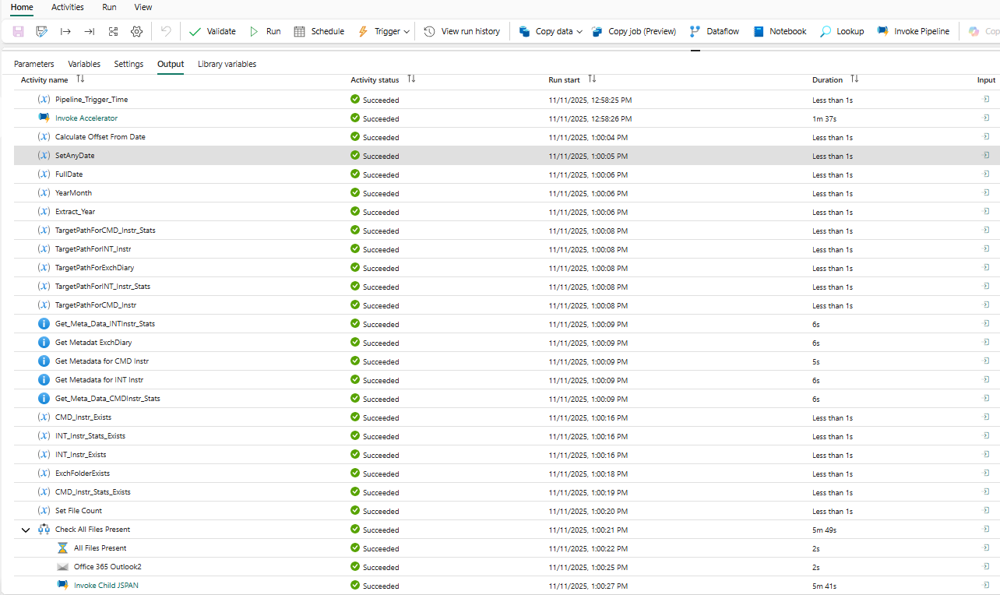 Home Activities Run View
Validate Run Schedule Trigger View run history Copy data Copy job (Preview) Dataflow Notebook Lookup Invoke Pipeline Cop
Parameters Variables Settings Output Library variables
Activity name Activity status Run start Duration Input
(x) Pipeline_Trigger_Time Succeeded 11/11/2025, 12:58:25 PM Less than 1s
Invoke Accelerator Succeeded 11/11/2025, 12:58:26 PM 1m 37s
(x) Calculate Offset From Date Succeeded 11/11/2025, 1:00:04 PM Less than 1s
(x) SetAnyDate Succeeded 11/11/2025, 1:00:05 PM Less than 1s
(x) FullDate Succeeded 11/11/2025, 1:00:06 PM Less than 1s
(x) YearMonth Succeeded 11/11/2025, 1:00:06 PM Less than 1s
(x) Extract_Year Succeeded 11/11/2025, 1:00:06 PM Less than 1s
(x) TargetPathForCMD_Instr_Stats Succeeded 11/11/2025, 1:00:08 PM Less than 1s
(x) TargetPathForINT_Instr Succeeded 11/11/2025, 1:00:08 PM Less than 1s
(x) TargetPathForExchDiary Succeeded 11/11/2025, 1:00:08 PM Less than 1s
(x) TargetPathForINT_Instr_Stats Succeeded 11/11/2025, 1:00:08 PM Less than 1s
(x) TargetPathForCMD_Instr Succeeded 11/11/2025, 1:00:08 PM Less than 1s
Get_Meta_Data_INTInstr_Stats Succeeded 11/11/2025, 1:00:09 PM 6s
Get Metadat ExchDiary Succeeded 11/11/2025, 1:00:09 PM 6s
Get Metadata for CMD Instr Succeeded 11/11/2025, 1:00:09 PM 5s
Get Metadata for INT Instr Succeeded 11/11/2025, 1:00:09 PM 6s
Get_Meta_Data_CMDInstr_Stats Succeeded 11/11/2025, 1:00:09 PM 6s
(x) CMD_Instr_Exists Succeeded 11/11/2025, 1:00:16 PM Less than 1s
(x) INT_Instr_Stats_Exists Succeeded 11/11/2025, 1:00:16 PM Less than 1s
(x) INT_Instr_Exists Succeeded 11/11/2025, 1:00:16 PM Less than 1s
(x) ExchFolderExists Succeeded 11/11/2025, 1:00:18 PM Less than 1s
(x) CMD_Instr_Stats_Exists Succeeded 11/11/2025, 1:00:19 PM Less than 1s
(x) Set File Count Succeeded 11/11/2025, 1:00:20 PM Less than 1s
Check All Files Present Succeeded 11/11/2025, 1:00:21 PM 5m 49s
All Files Present Succeeded 11/11/2025, 1:00:22 PM 2s
Office 365 Outlook2 Succeeded 11/11/2025, 1:00:25 PM 2s
Invoke Child JSPAN Succeeded 11/11/2025, 1:00:27 PM 5m 41s